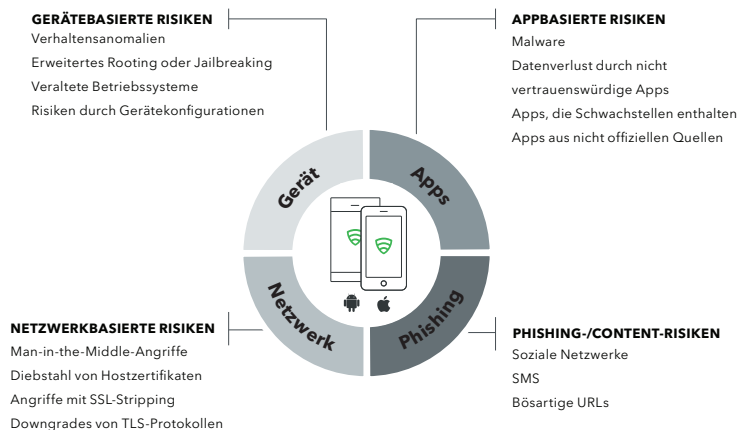 GERÄTEBASIERTE RISIKEN
Verhaltensanomalien
Erweitertes Rooting oder Jailbreaking
Veraltete Betriebssysteme
Risiken durch Gerätekonfigurationen
APPBASIERTE RISIKEN
Malware
Datenverlust durch nicht
vertrauenswürdige Apps
Apps, die Schwachstellen enthalten
Apps aus nicht offiziellen Quellen
Gerät
Apps
Netzwerk
Phishing
NETZWERKBASIERTE RISIKEN
Man-in-the-Middle-Angriffe
Diebstahl von Hostzertifikaten
Angriffe mit SSL-Stripping
Downgrades von TLS-Protokollen
PHISHING-/CONTENT-RISIKEN
Soziale Netzwerke
SMS
Bösartige URLs